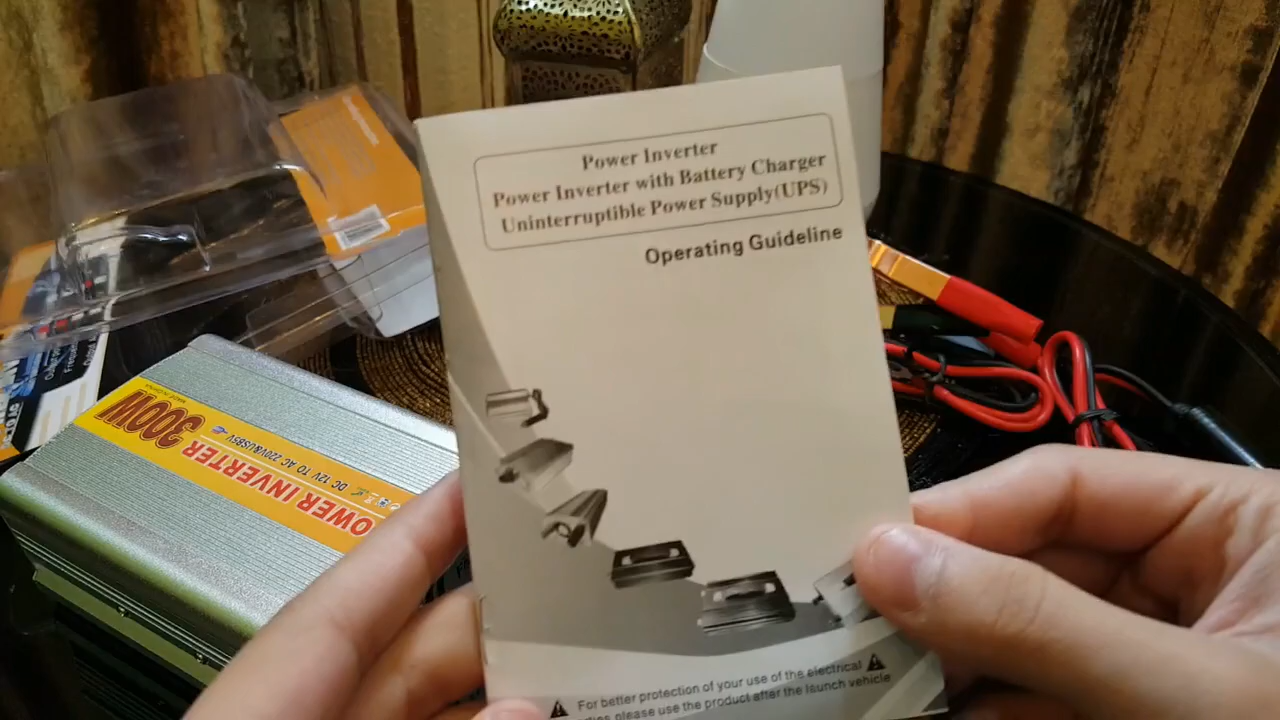 Power Inverter
Power Inverter with Battery Charger
Uninterruptible Power Supply(UPS)
Operating Guideline
For better protection of your use of the electrical
please use the product after the launch vehicle
300W
POWER INVERTER
DC 12V TO AC 220V&USB5V